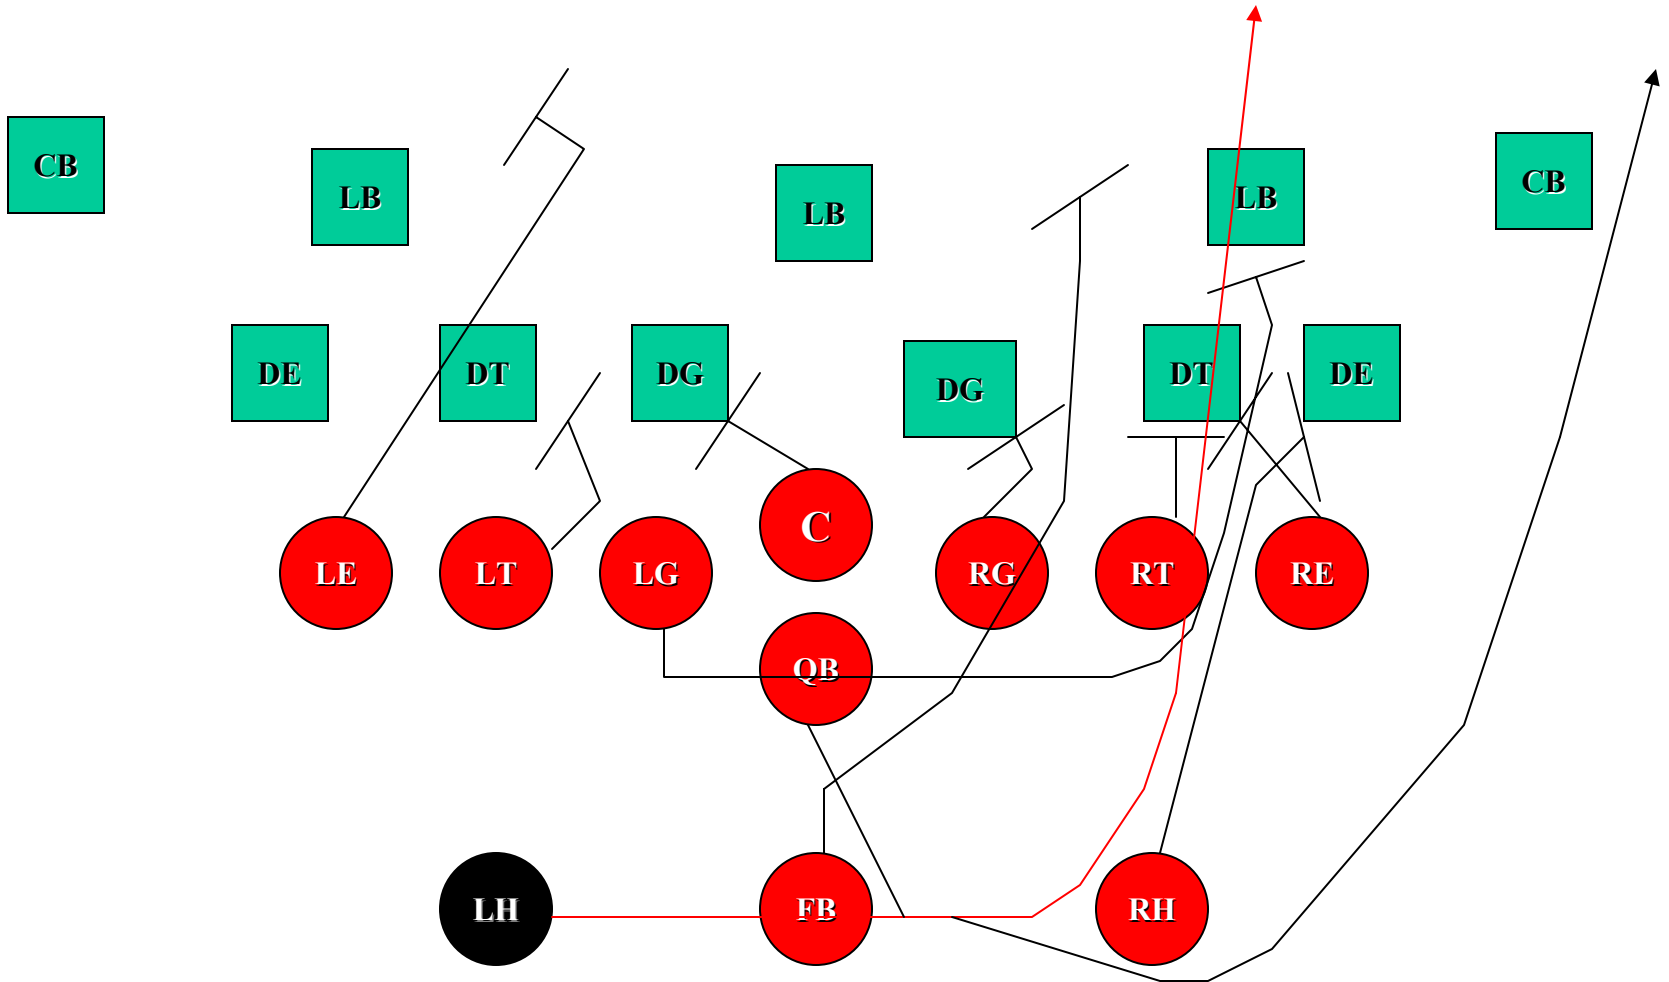 CB
LB
LB
LB
CB
DE
DT
DG
DG
DT
DE
C
LE
LT
LG
RG
RT
RE
QB
LH
FB
RH